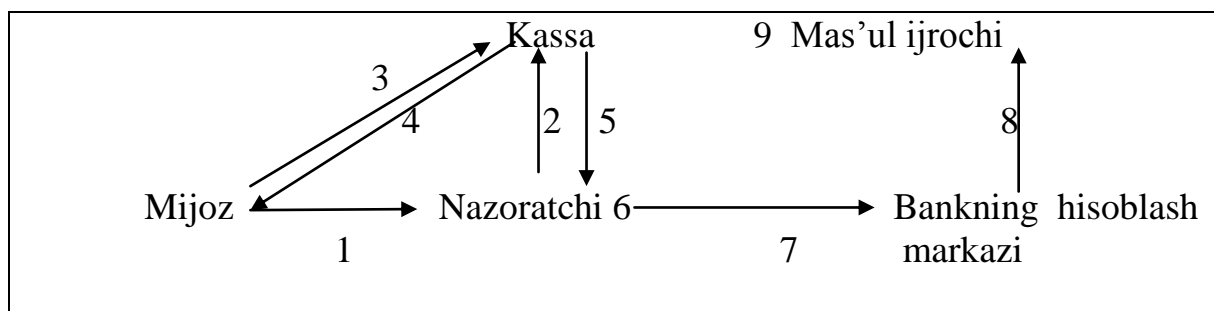 Kassa 9 Mas’ul ijrochi
3
4 2 5 8
Mijoz Nazoratchi 6 Bankning hisoblash
1 7 markazi